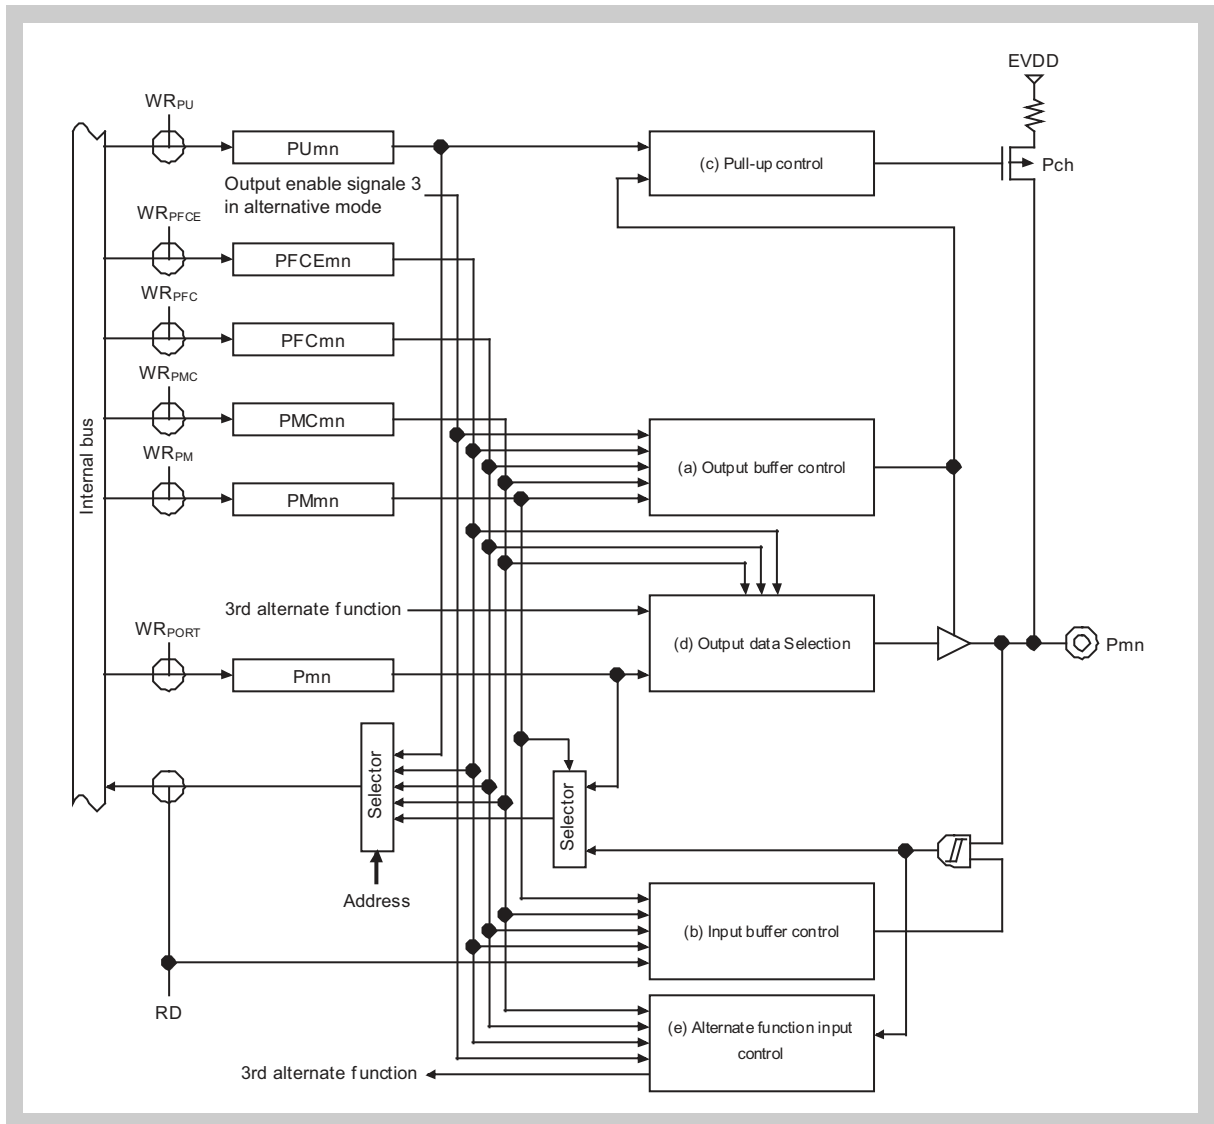 EVDD
WRPU
PUmn
(c) Pull-up control
Pch
Output enable signale 3
in alternative mode
WRPFCE
PFCEmn
WRPFC
PFCmn
WRPMC
PMCmn
Internal bus
WRPM
PMmn
(a) Output buffer control
3rd alternate function
WRPORT
Pmn
(d) Output data Selection
Pmn
Selector
Selector
Address
(b) Input buffer control
RD
(e) Alternate function input
control
3rd alternate function